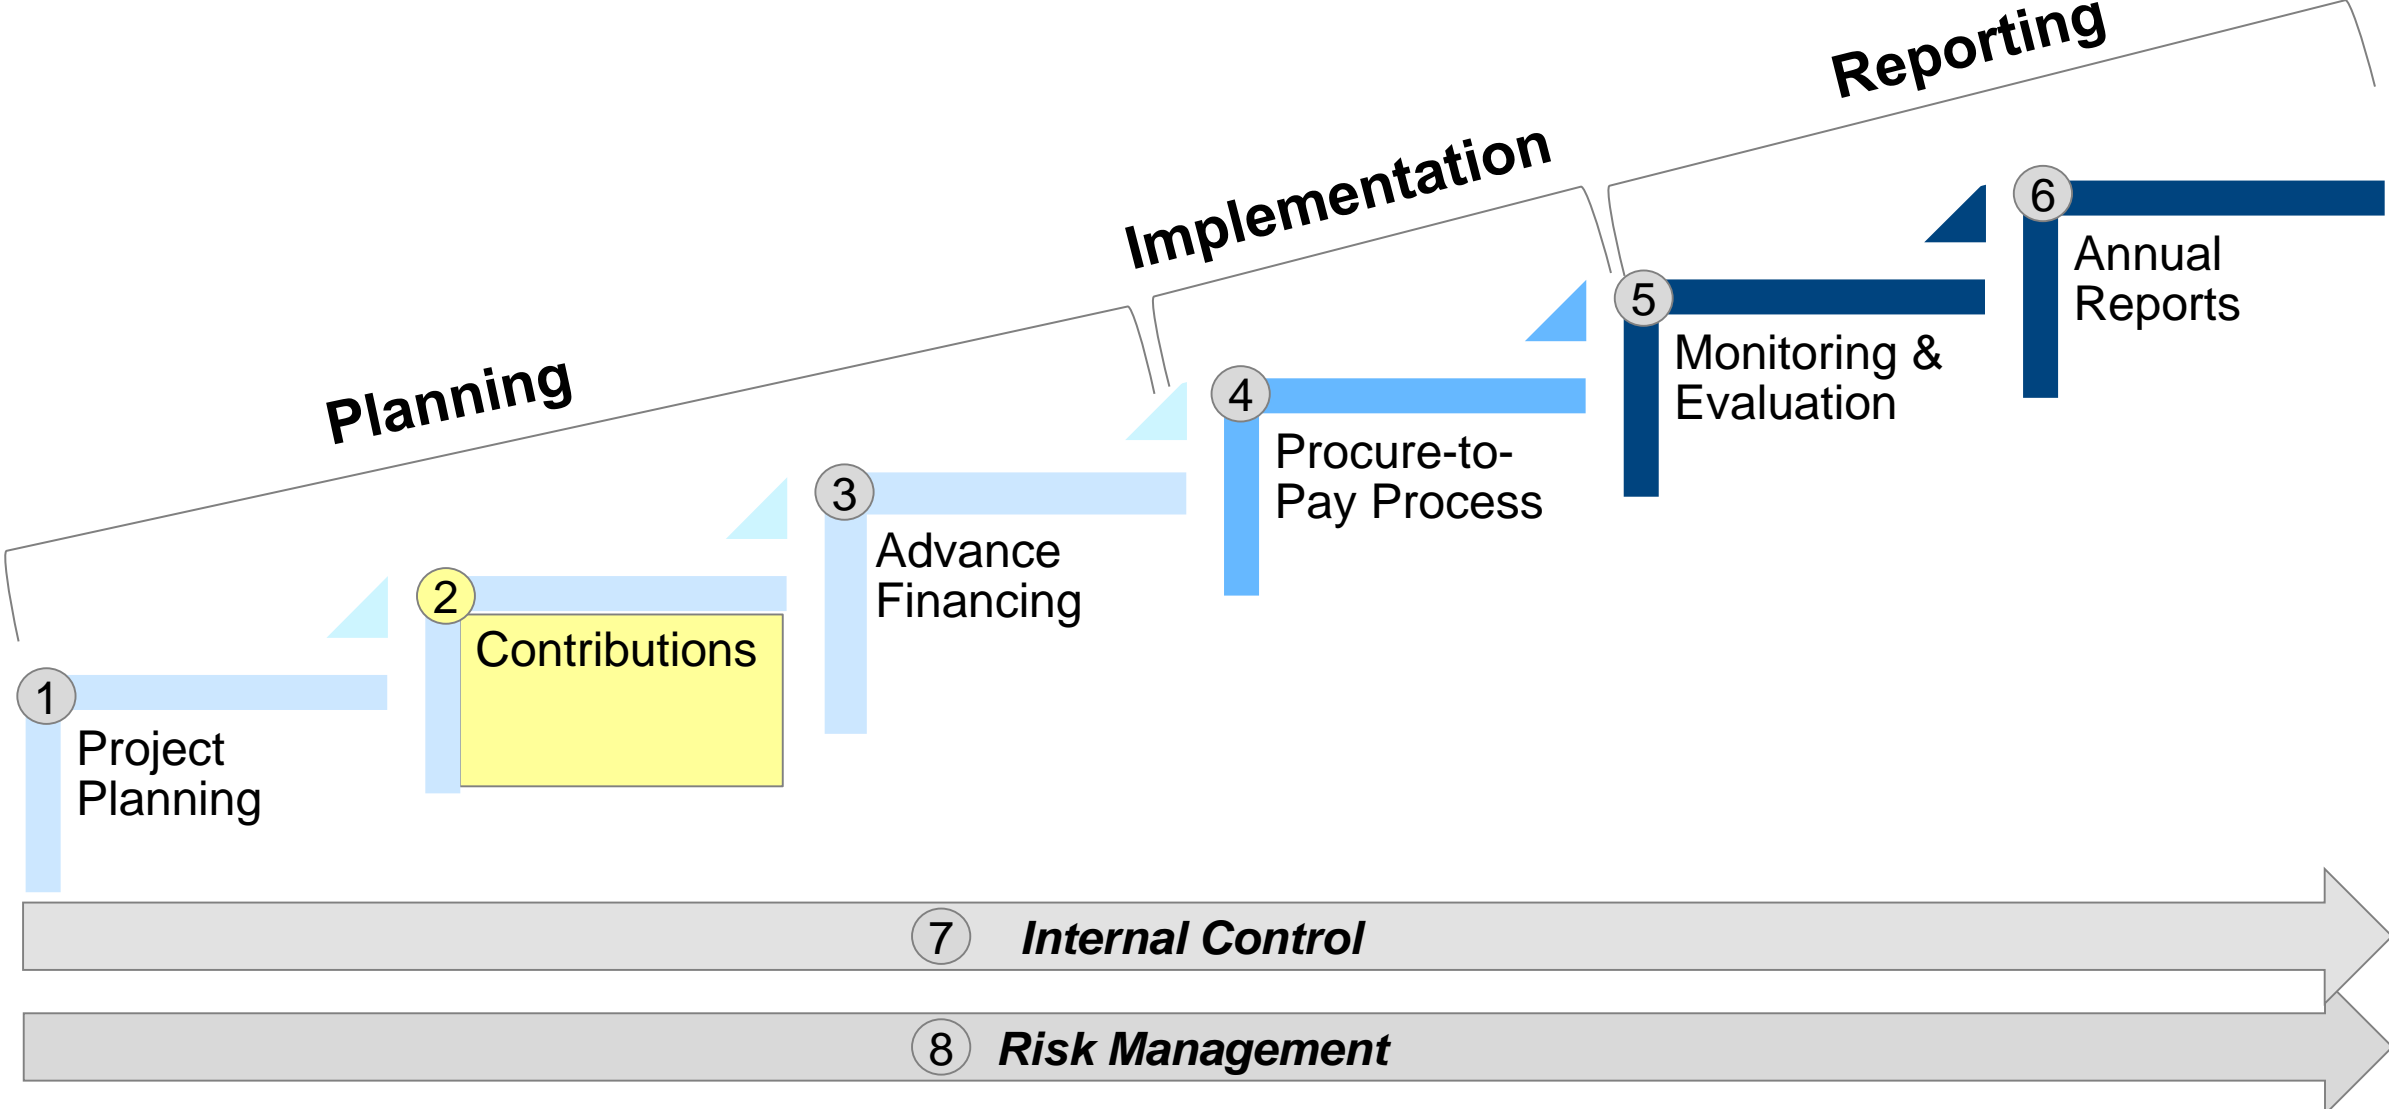 Planning
Implementation
Reporting
1
Project
Planning
2
Contributions
3
Advance
Financing
4
Procure-to-
Pay Process
5
Monitoring &
Evaluation
6
Annual
Reports
7 Internal Control
8 Risk Management